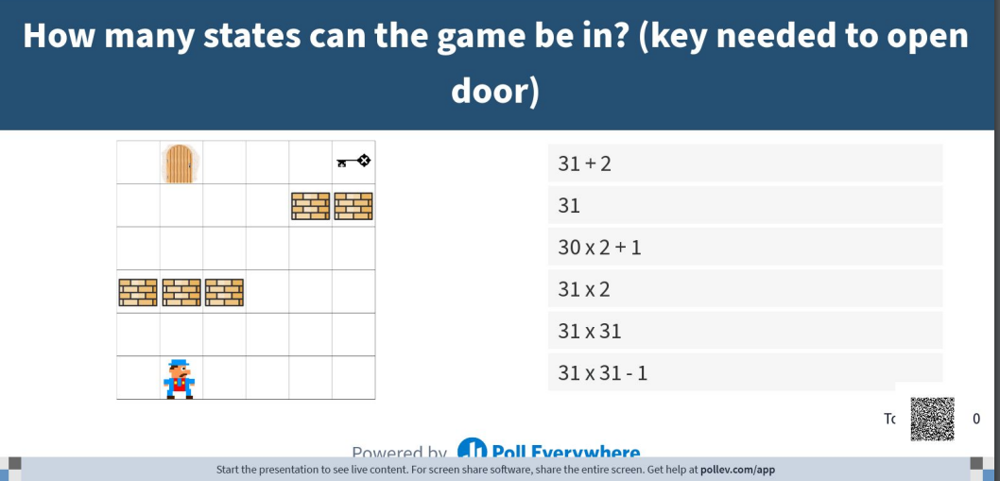 How many states can the game be in? (key needed to open
door)
31 + 2
31
30 x 2 + 1
31 x 2
31 x 31
31 x 31 - 1
0
Powered by Poll Everywhere
Start the presentation to see live content. For screen share software, share the entire screen. Get help at pollev.com/app